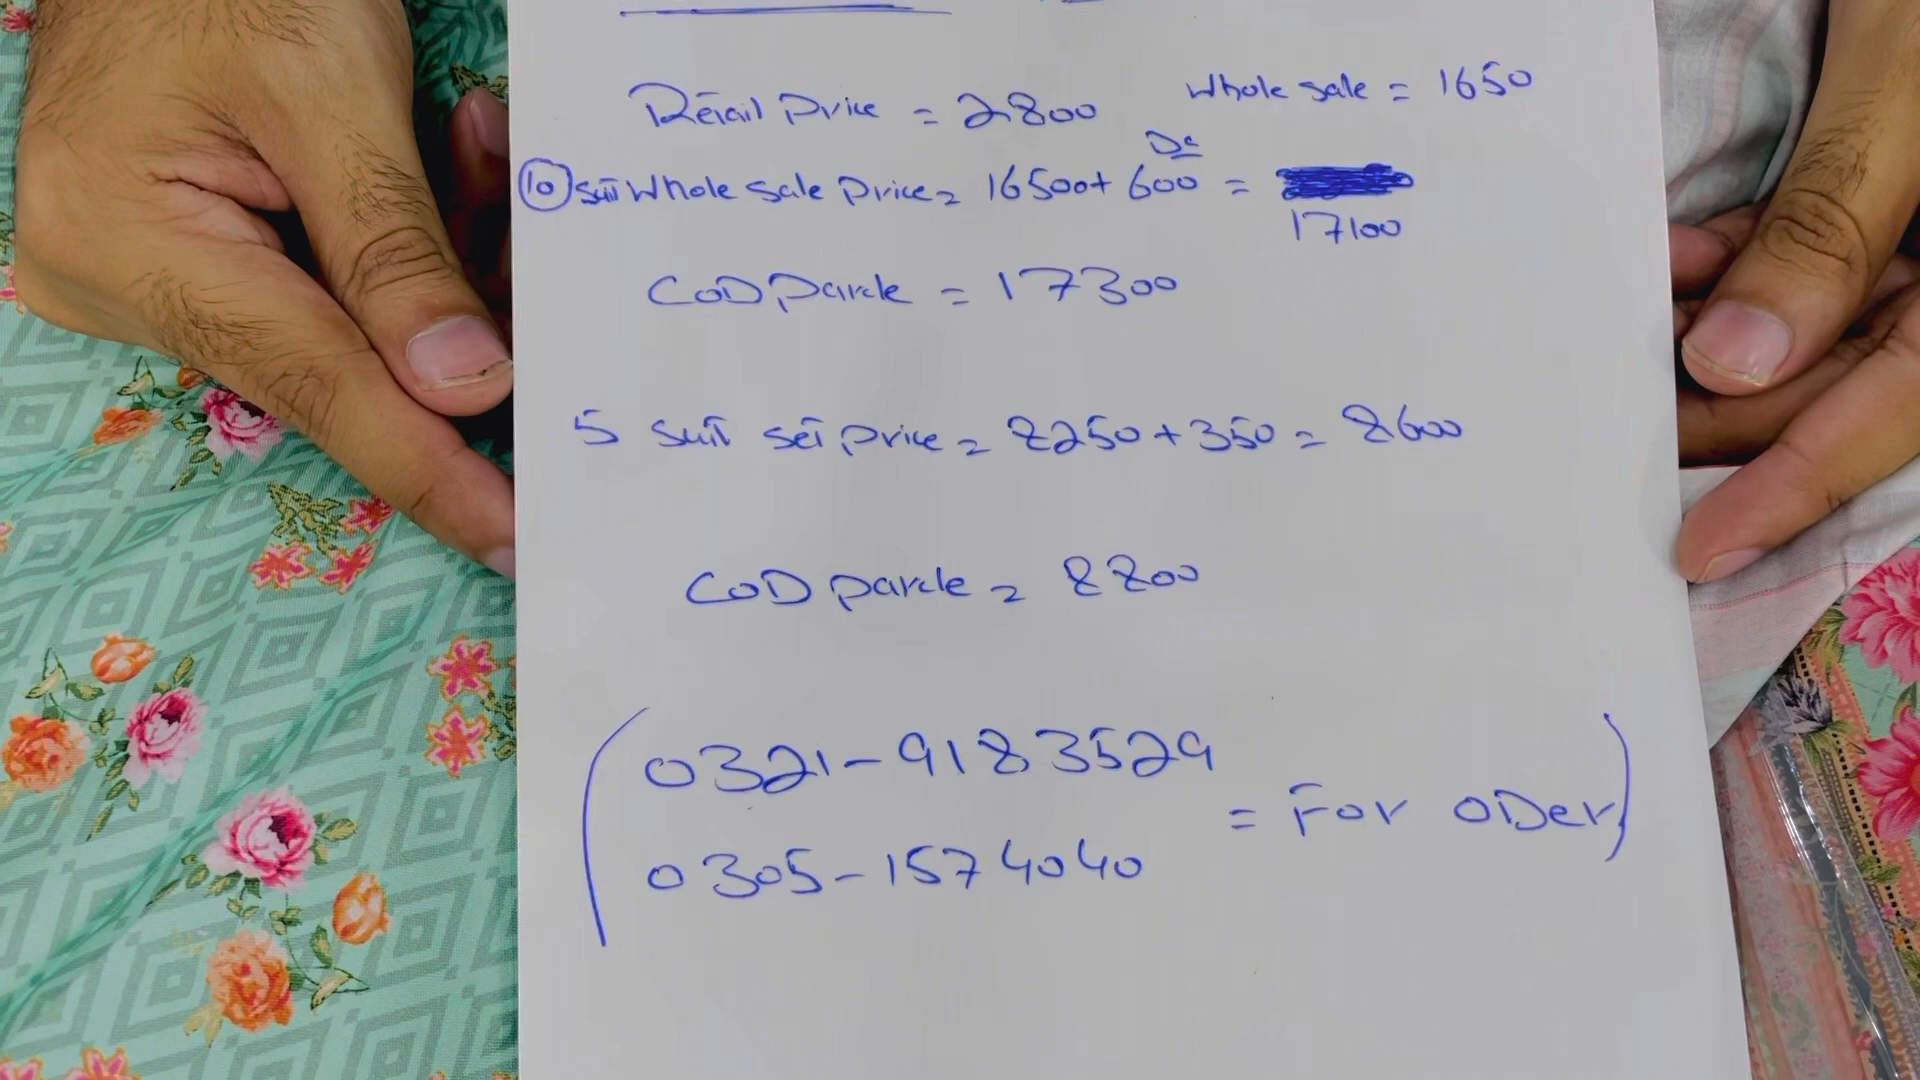 Retail Price = 2800 Whole sale = 1650
DC
10 suit Whole sale Price = 16500+ 600 =
17100
COD Parcle = 17300
5 Suit set price = 8250 + 350 = 8600
COD parcle = 8800
( 0321-9183529
= For ODer )
0305-1574040